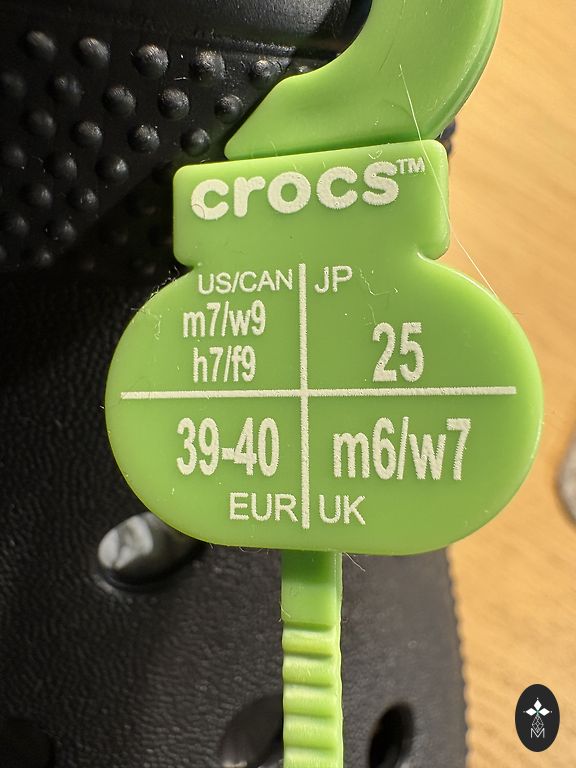 crocs™
US/CAN JP
m7/w9
h7/f9
25
39-40 m6/w7
EUR UK
M